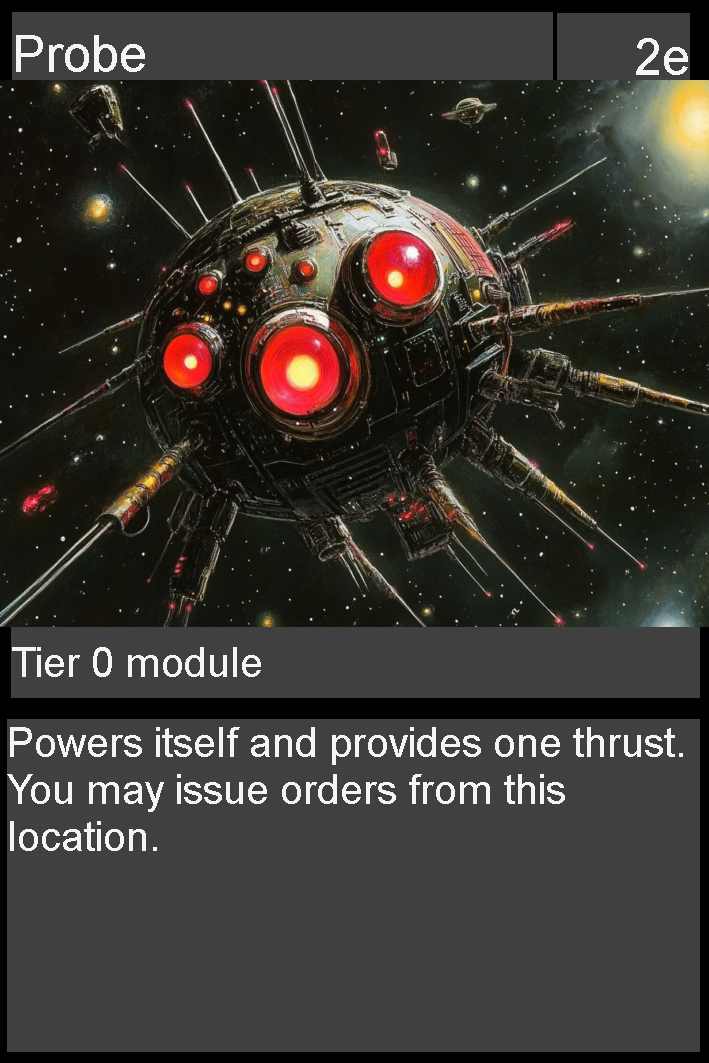 Probe
2e
Tier 0 module
Powers itself and provides one thrust.
You may issue orders from this
location.